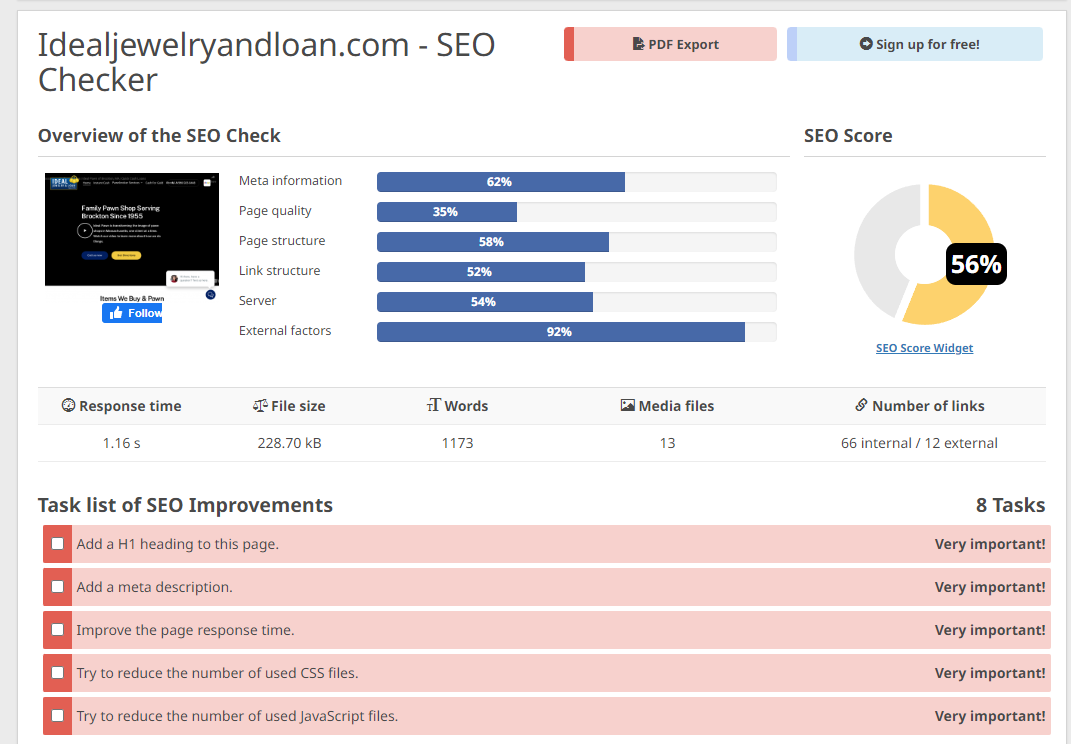 Idealjewelryandloan.com - SEO
Checker
PDF Export
Sign up for free!
Overview of the SEO Check
SEO Score
IDEAL
Family Pawn Shop Serving
Brockton Since 1955
Items We Buy & Pawn
Follow
Meta information 62%
Page quality 35%
Page structure 58%
Link structure 52%
Server 54%
External factors 92%
56%
SEO Score Widget
Response time File size Words Media files Number of links
1.16 s 228.70 kB 1173 13 66 internal / 12 external
Task list of SEO Improvements 8 Tasks
Add a H1 heading to this page. Very important!
Add a meta description. Very important!
Improve the page response time. Very important!
Try to reduce the number of used CSS files. Very important!
Try to reduce the number of used JavaScript files. Very important!